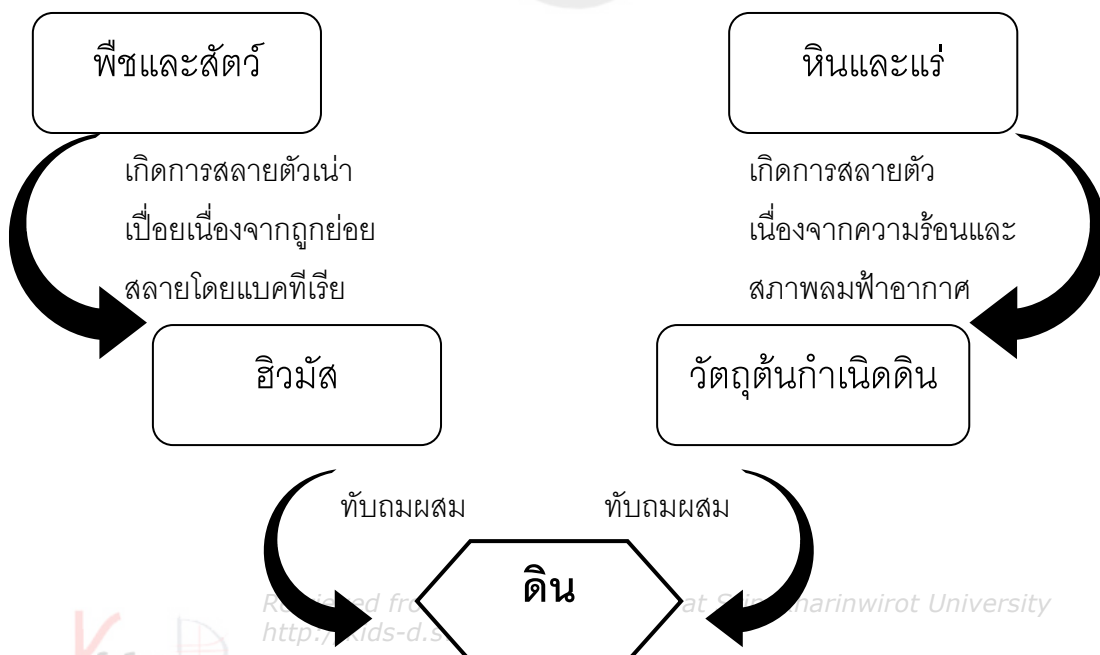 พืชและสัตว์
หินและแร่
เกิดการสลายตัวเน่า
เปื่อยเนื่องจากถูกย่อย
สลายโดยแบคทีเรีย
เกิดการสลายตัว
เนื่องจากความร้อนและ
สภาพลมฟ้าอากาศ
ฮิวมัส
วัตถุต้นกำเนิดดิน
ทับถมผสม
ทับถมผสม
ดิน
at University